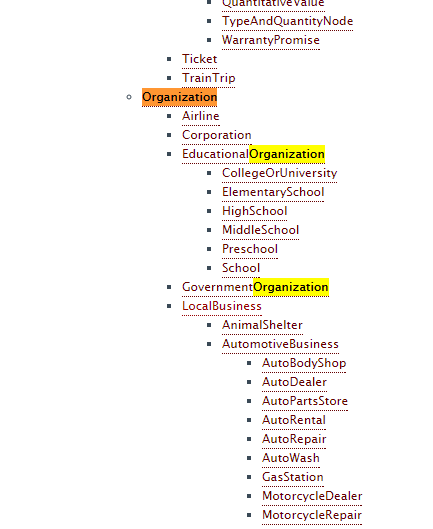 QuantitativeValue
TypeAndQuantityNode
WarrantyPromise
Ticket
TrainTrip
Organization
Airline
Corporation
EducationalOrganization
CollegeOrUniversity
ElementarySchool
HighSchool
MiddleSchool
Preschool
School
GovernmentOrganization
LocalBusiness
AnimalShelter
AutomotiveBusiness
AutoBodyShop
AutoDealer
AutoPartsStore
AutoRental
AutoRepair
AutoWash
GasStation
MotorcycleDealer
MotorcycleRepair